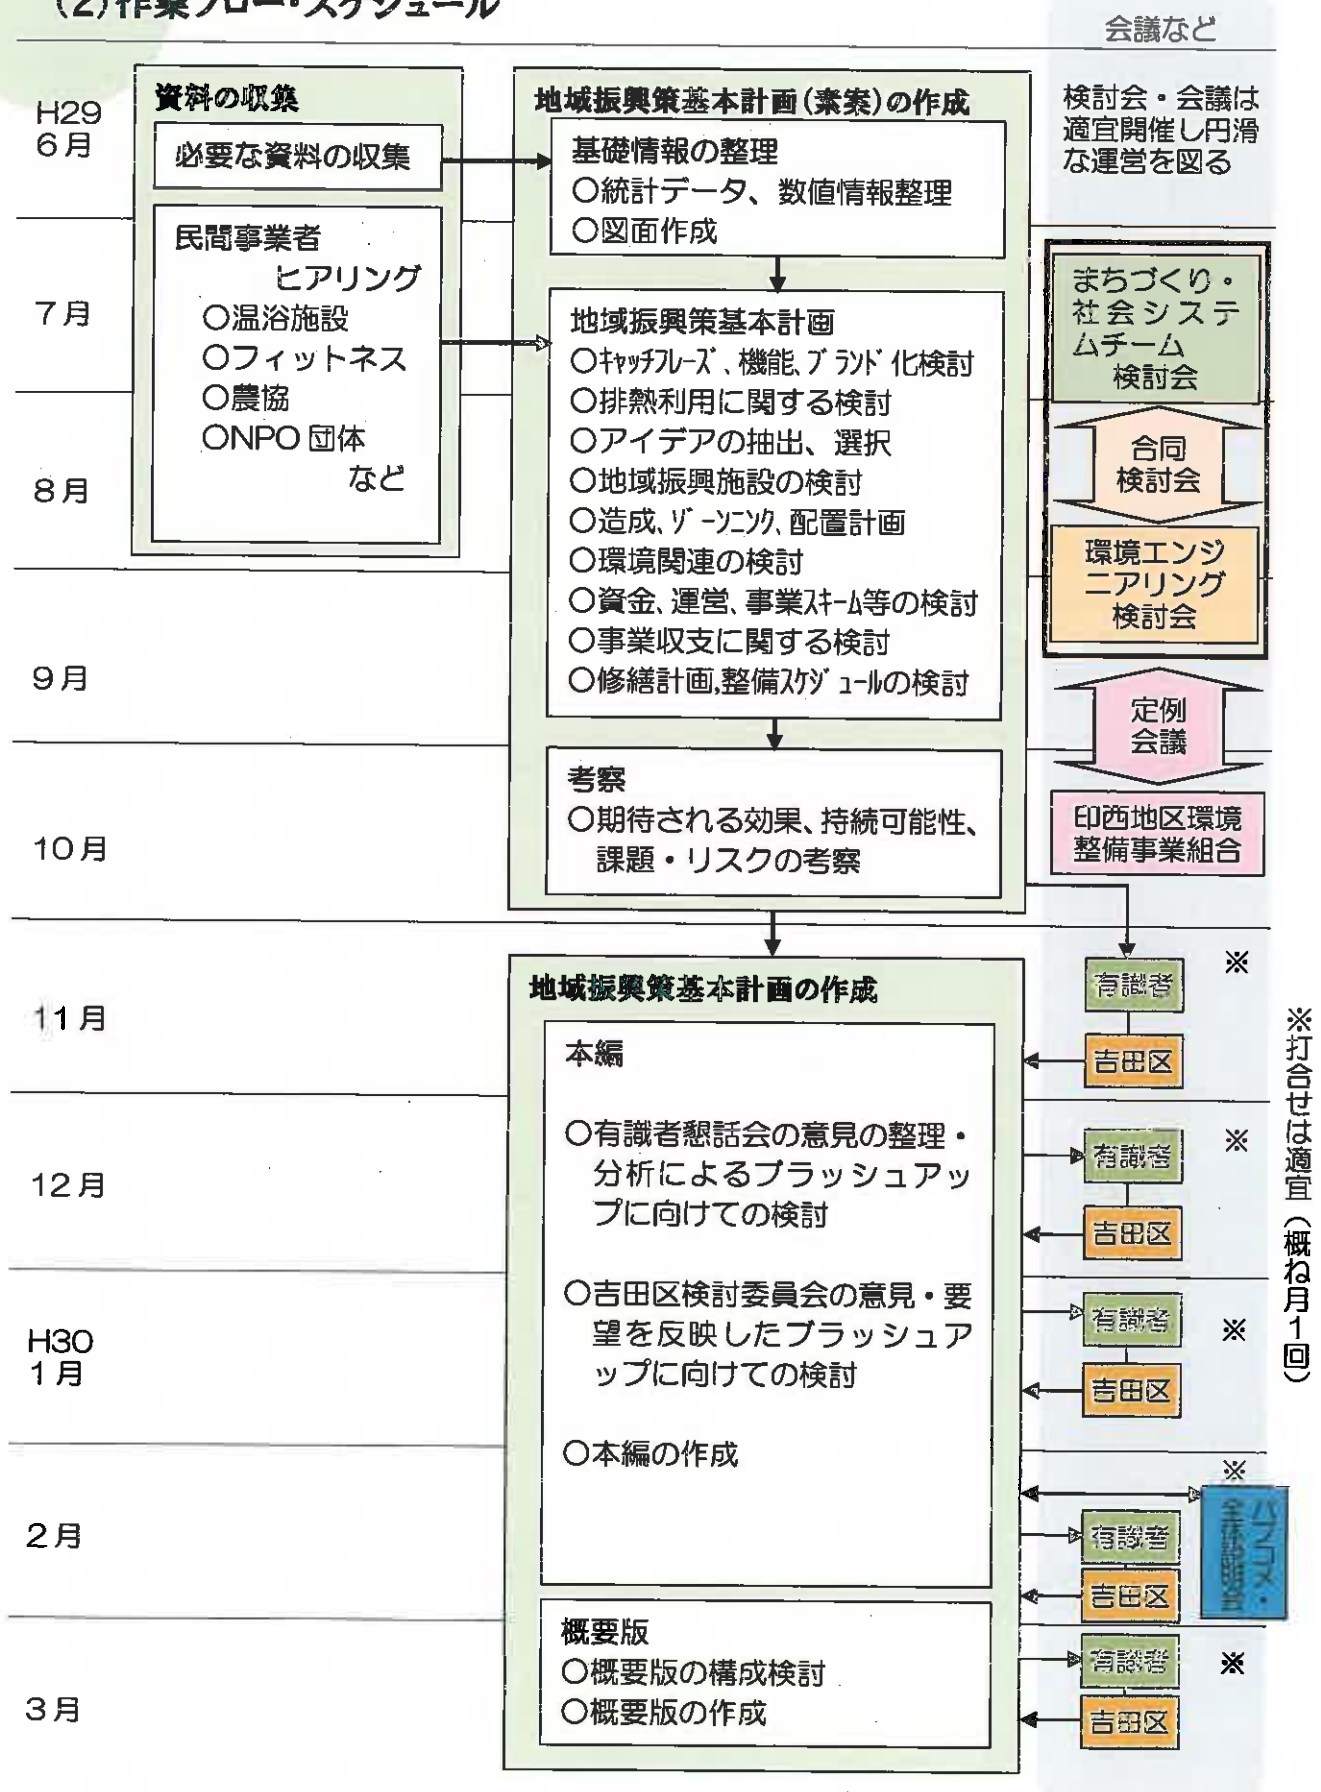 (2)作業フロー・スケジュール
会議など
H29
6月
資料の収集
必要な資料の収集
民間事業者
ヒアリング
○温浴施設
○フィットネス
○農協
○NPO 団体
など
地域振興策基本計画(素案)の作成
基礎情報の整理
○統計データ、数値情報整理
○図面作成
検討会・会議は
適宜開催し円滑
な運営を図る
7月
地域振興策基本計画
○ｷｬｯﾁﾌﾚｰｽﾞ、機能、ﾌﾞﾗﾝﾄﾞ化検討
○排熱利用に関する検討
○アイデアの抽出、選択
○地域振興施設の検討
○造成、ｿﾞｰﾝﾆﾝｸ、配置計画
○環境関連の検討
○資金、運営、事業ｽｷｰﾑ等の検討
○事業収支に関する検討
○修繕計画,整備ｽｹｼﾞｭｰﾙの検討
まちづくり・
社会システ
ムチーム
検討会
合同
検討会
8月
環境エンジ
ニアリング
検討会
9月
定例
会議
考察
○期待される効果、持続可能性、
課題・リスクの考察
印西地区環境
整備事業組合
10月
地域振興策基本計画の作成
11月
本編
○有識者懇話会の意見の整理・
分析によるブラッシュアッ
プに向けての検討
○吉田区検討委員会の意見・要
望を反映したブラッシュア
ップに向けての検討
○本編の作成
有識者
※
吉田区
12月
有識者
※
吉田区
H30
1月
有識者
※
吉田区
2月
※
パブコメ・
全体説明会
有識者
吉田区
3月
概要版
○概要版の構成検討
○概要版の作成
有識者
※
吉田区
※打合せは適宜(概ね月1回)